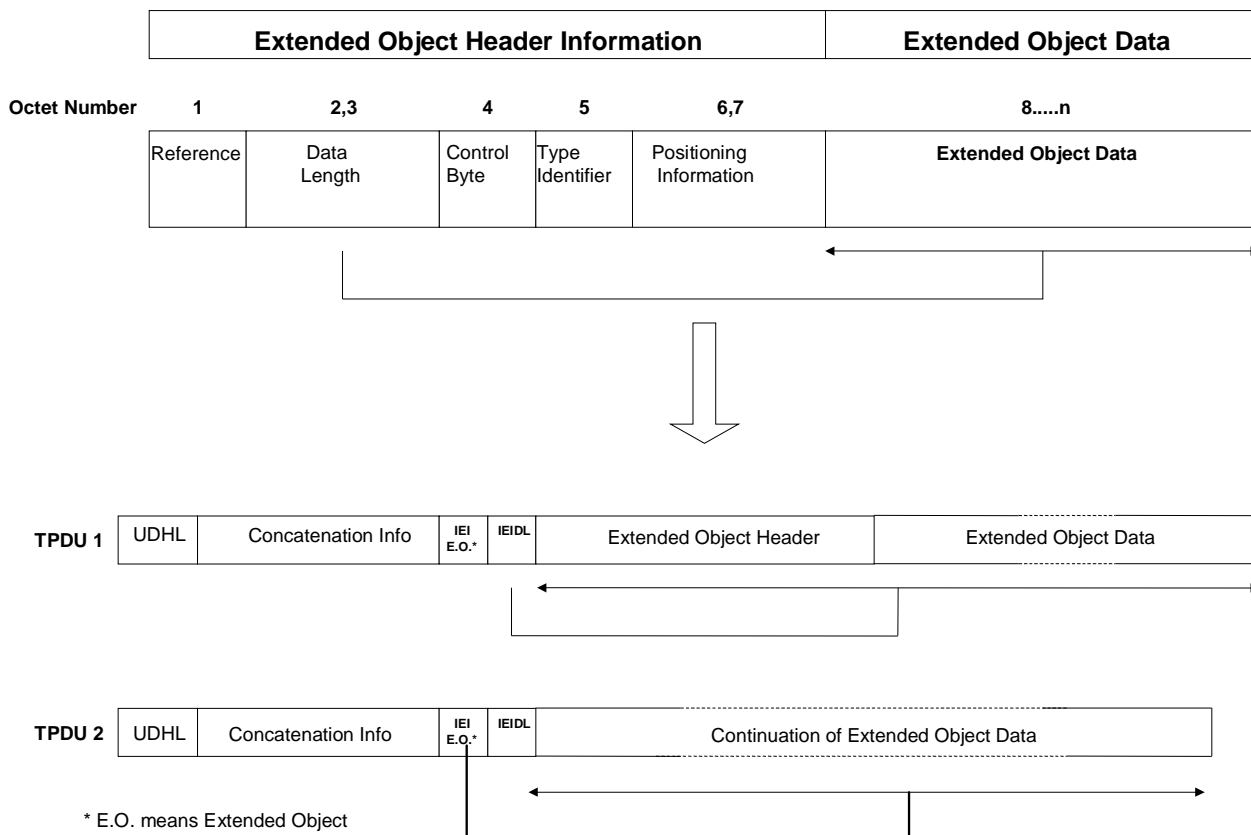 Extended Object Header Information Extended Object Data
Octet Number 1 2,3 4 5 6,7 8.....n
Reference Data Length Control Byte Type Identifier Positioning Information Extended Object Data
TPDU 1 UDHL Concatenation Info IEI E.O.* IEIDL Extended Object Header Extended Object Data
TPDU 2 UDHL Concatenation Info IEI E.O.* IEIDL Continuation of Extended Object Data
* E.O. means Extended Object